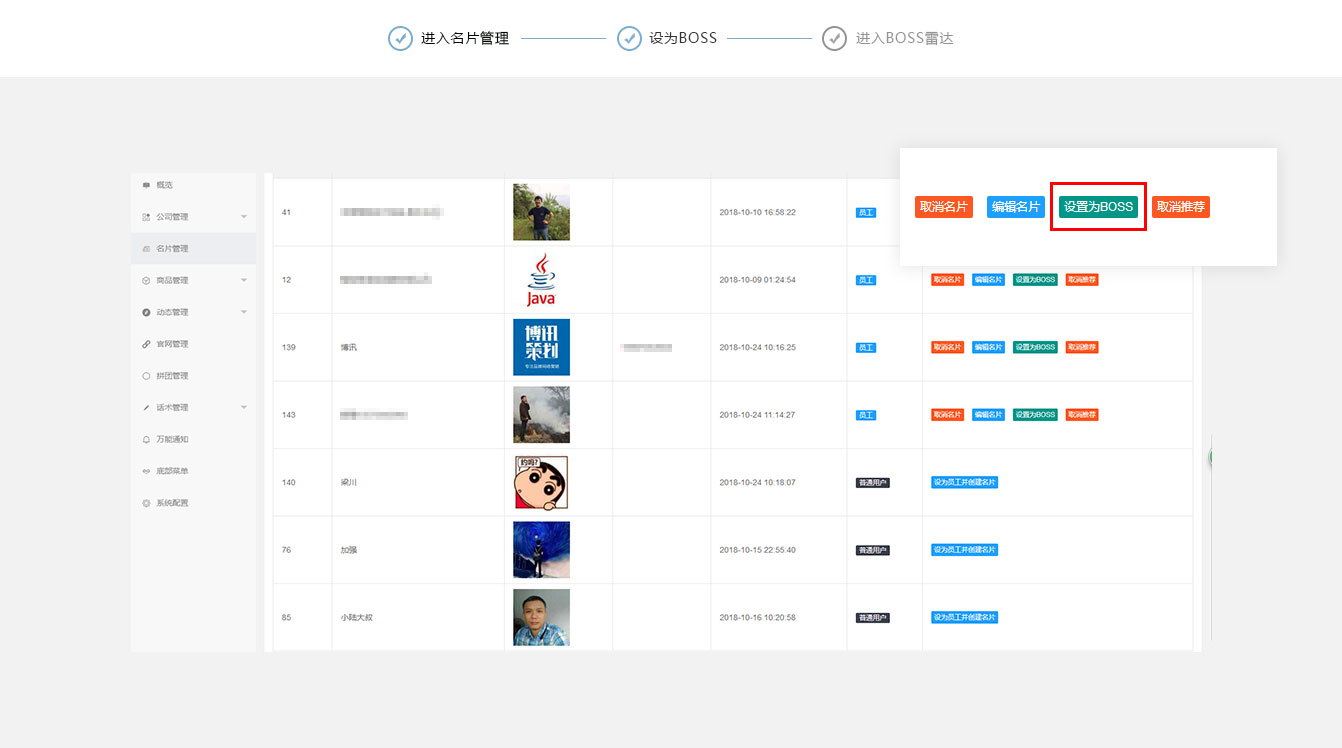 进入名片管理 设为BOSS 进入BOSS雷达
取消名片 编辑名片 设置为BOSS 取消推荐
概览
公司管理
名片管理
商品管理
动态管理
官网管理
拼团管理
话术管理
万能通知
底部菜单
系统配置
41 2018-10-10 16:58:22 员工
12 Java 2018-10-09 01:24:54 员工 取消名片 编辑名片 设置为BOSS 取消推荐
139 博讯 博讯 2018-10-24 10:16:25 员工 取消名片 编辑名片 设置为BOSS 取消推荐
策划
143 2018-10-24 11:14:27 员工 取消名片 编辑名片 设置为BOSS 取消推荐
约吗?
140 梁川 2018-10-24 10:18:07 普通用户 设为员工并创建名片
76 加强 2018-10-15 22:55:40 普通用户 设为员工并创建名片
85 小陆大叔 2018-10-16 10:20:58 普通用户 设为员工并创建名片